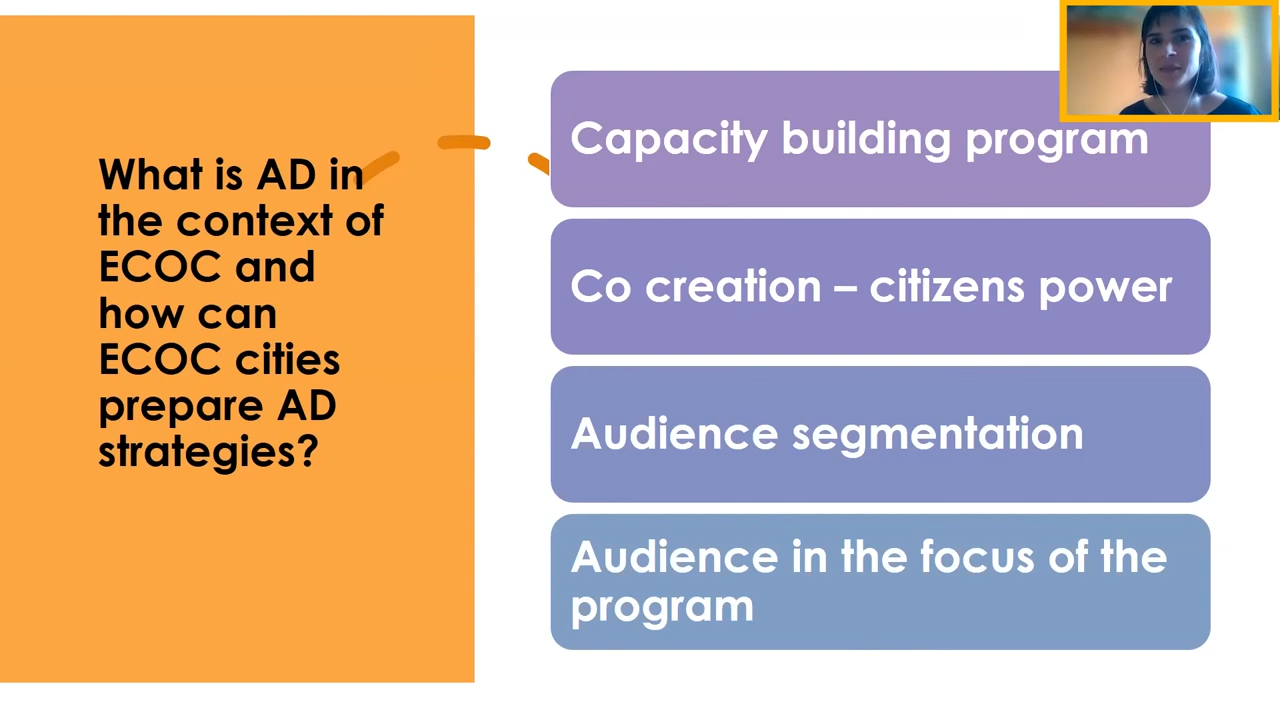 What is AD in
the context of
ECOC and
how can
ECOC cities
prepare AD
strategies?
Capacity building program
Co creation – citizens power
Audience segmentation
Audience in the focus of the
program